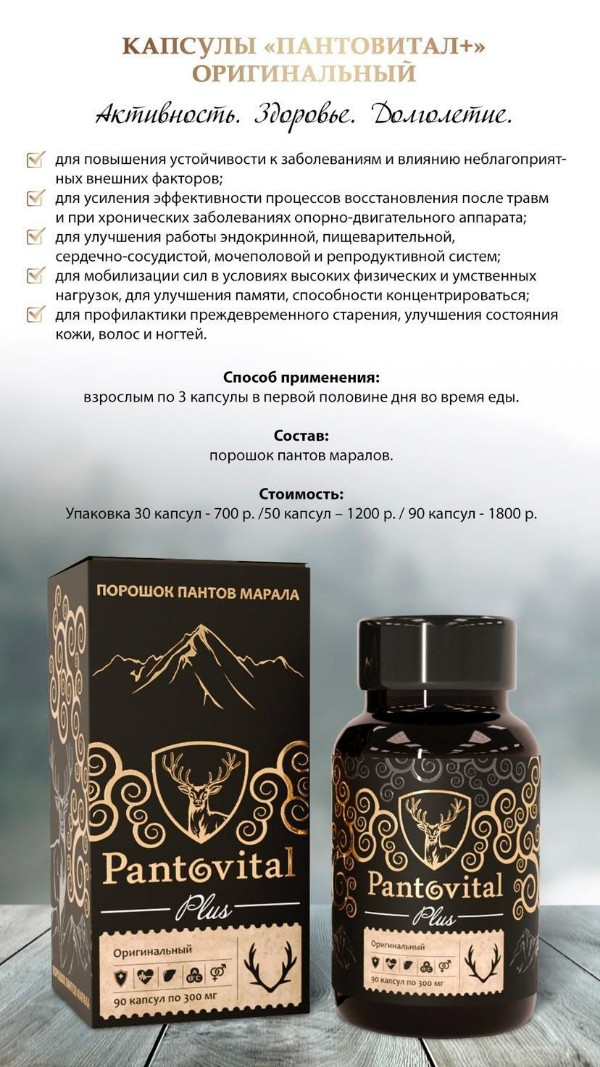 КАПСУЛЫ «ПАНТОВИТАЛ+»
ОРИГИНАЛЬНЫЙ
Активность. Здоровье. Долголетие.
для повышения устойчивости к заболеваниям и влиянию неблагоприят-
ных внешних факторов;
для усиления эффективности процессов восстановления после травм
и при хронических заболеваниях опорно-двигательного аппарата;
для улучшения работы эндокринной, пищеварительной,
сердечно-сосудистой, мочеполовой и репродуктивной систем;
для мобилизации сил в условиях высоких физических и умственных
нагрузок, для улучшения памяти, способности концентрироваться;
для профилактики преждевременного старения, улучшения состояния
кожи, волос и ногтей.
Способ применения:
взрослым по 3 капсулы в первой половине дня во время еды.
Состав:
порошок пантов маралов.
Стоимость:
Упаковка 30 капсул - 700 р. /50 капсул – 1200 р. / 90 капсул - 1800 р.
ПОРОШОК ПАНТОВ МАРАЛА
Pantovital
Plus
Оригинальный
90 капсул по 300 мг
ПОРОШОК ПАНТОВ МАРАЛА
Pantovital
Plus
Оригинальный
90 капсул по 300 мг